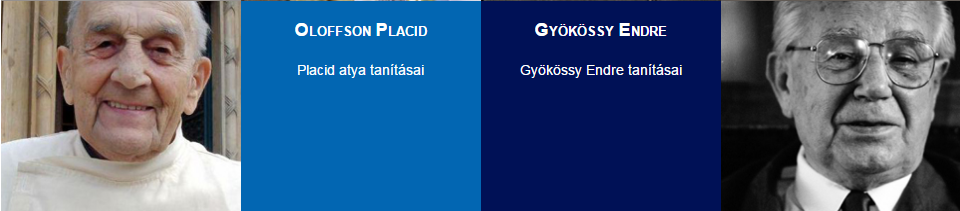 OLOFFSON PLACID
Placid atya tanításai
GYÖKÖSSY ENDRE
Gyökössy Endre tanításai